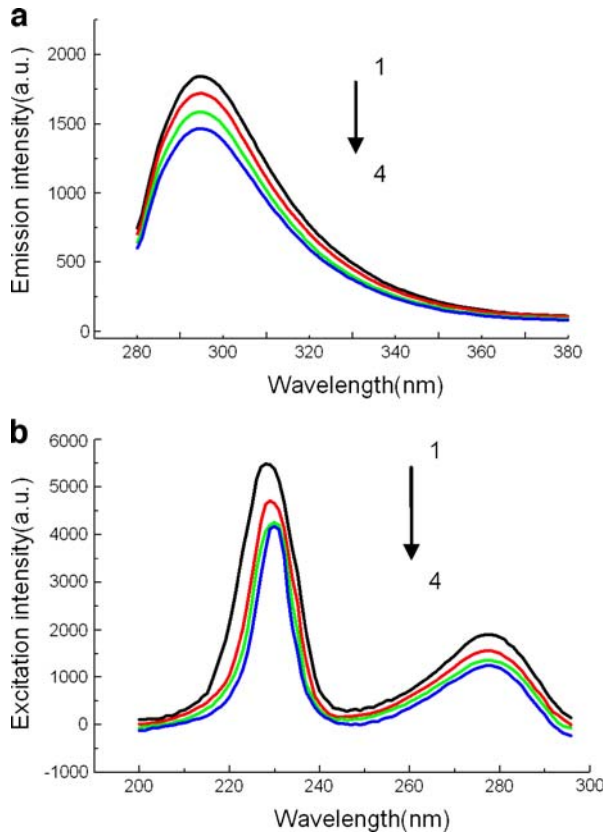 a
Emission intensity(a.u.)
2000
1500
1000
500
0
1
4
280 300 320 340 360 380
Wavelength(nm)
b
Excitation intensity(a.u.)
6000
5000
4000
3000
2000
1000
0
-1000
1
4
200 220 240 260 280 300
Wavelength(nm)